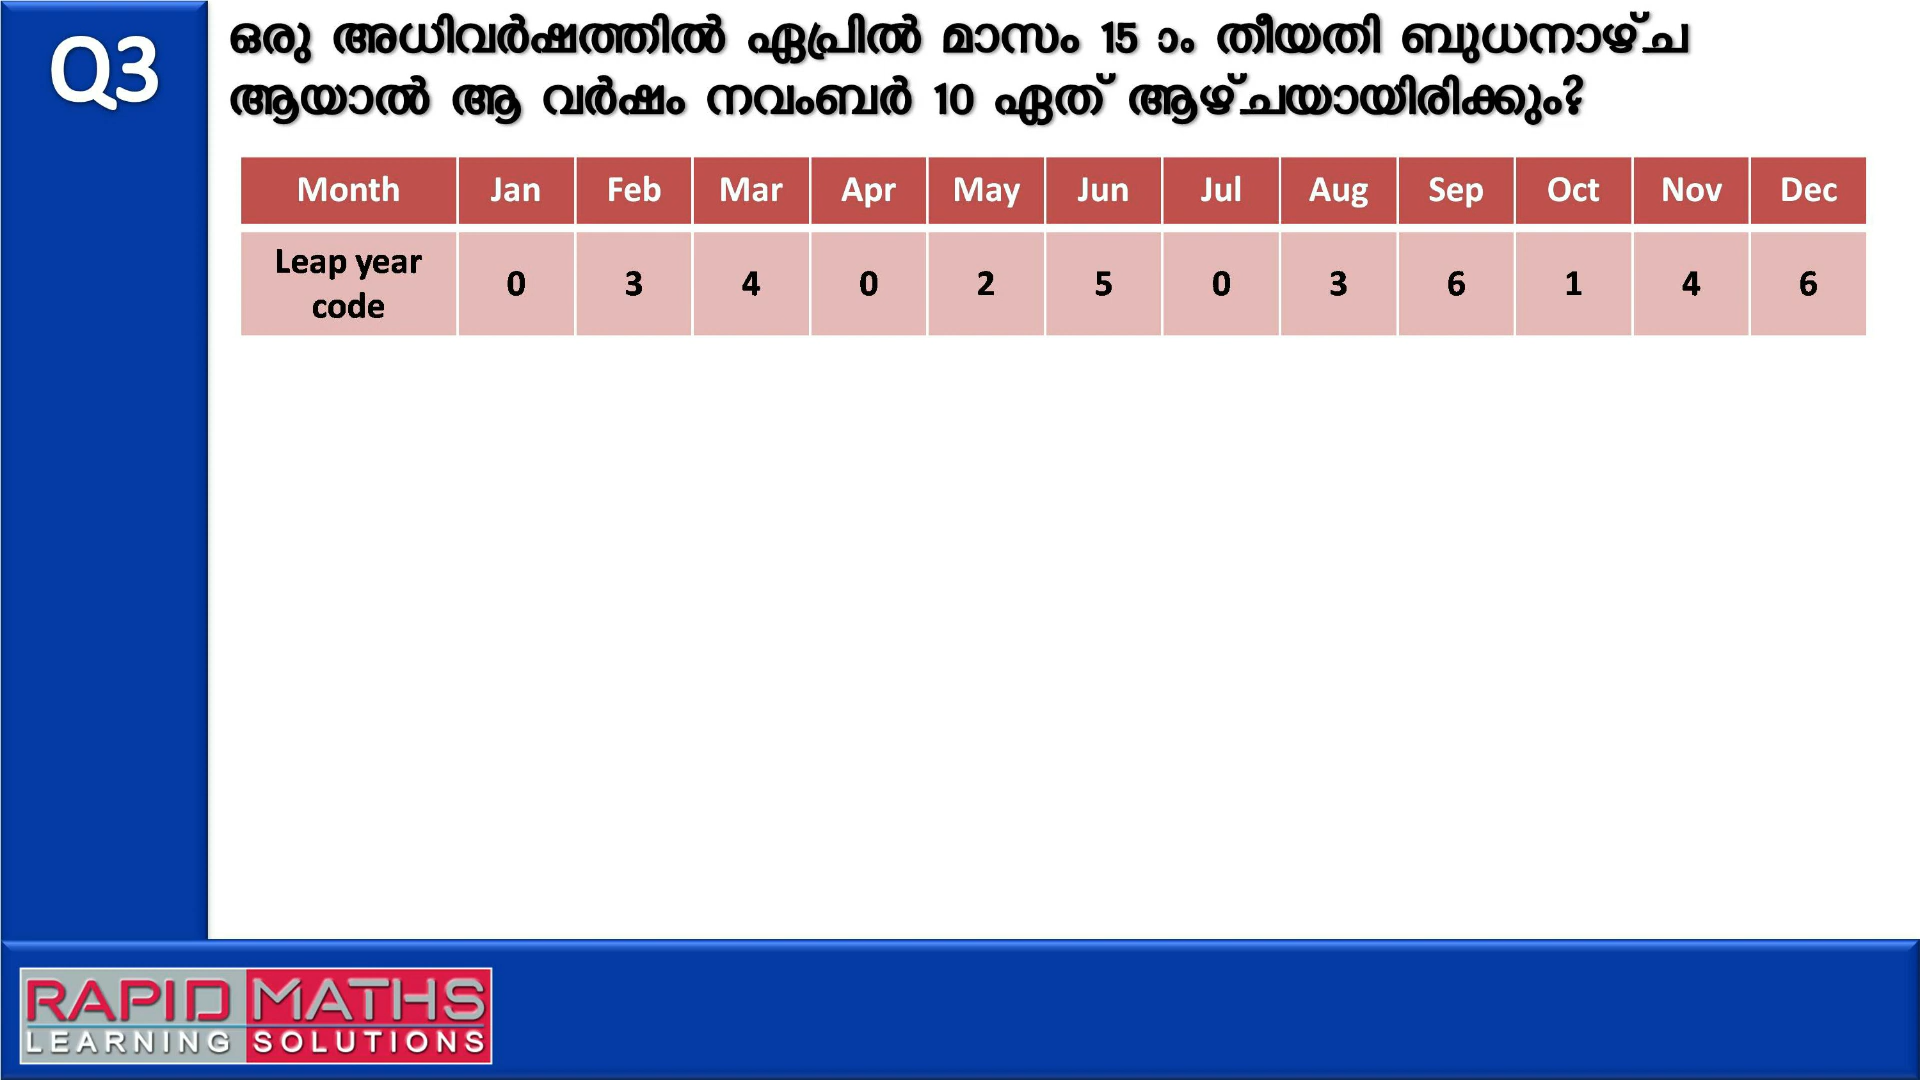 Q3
ഒരു അധിവർഷത്തിൽ ഏപ്രിൽ മാസം 15 ാം തീയതി ബുധനാഴ്ച
ആയാൽ ആ വർഷം നവംബർ 10 ഏത് ആഴ്ചയായിരിക്കും?
Month Jan Feb Mar Apr May Jun Jul Aug Sep Oct Nov Dec
Leap year
code 0 3 4 0 2 5 0 3 6 1 4 6
RAPID MATHS
LEARNING SOLUTIONS